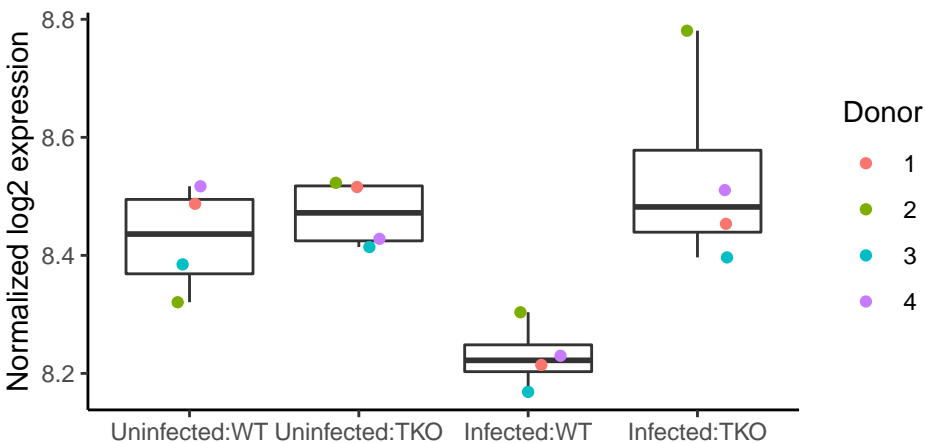 Normalized log2 expression
8.8
8.6
8.4
8.2
Uninfected:WT
Uninfected:TKO
Infected:WT
Infected:TKO
Donor
1
2
3
4